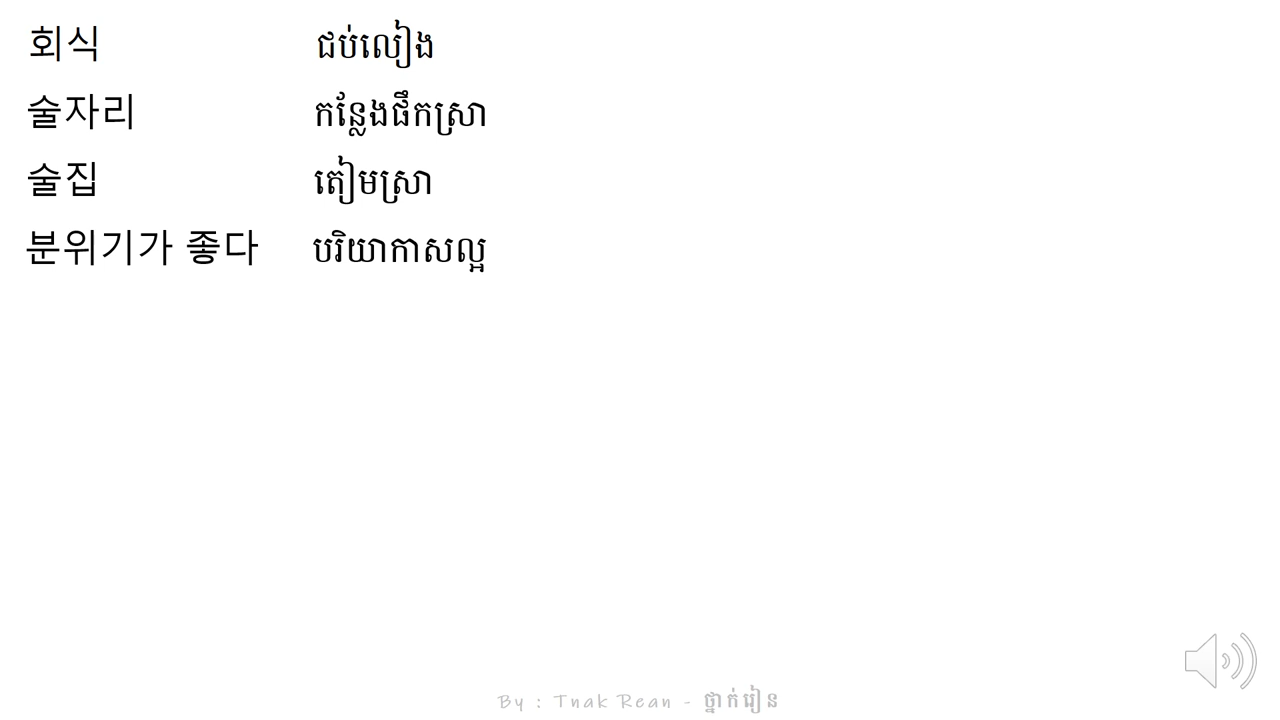 회식 ជប់លៀង
술자리 កន្លែងផឹកស្រា
술집 តៀមស្រា
분위기가 좋다 បរិយាកាសល្អ
By : Tnak Rean - ថ្នាក់រៀន